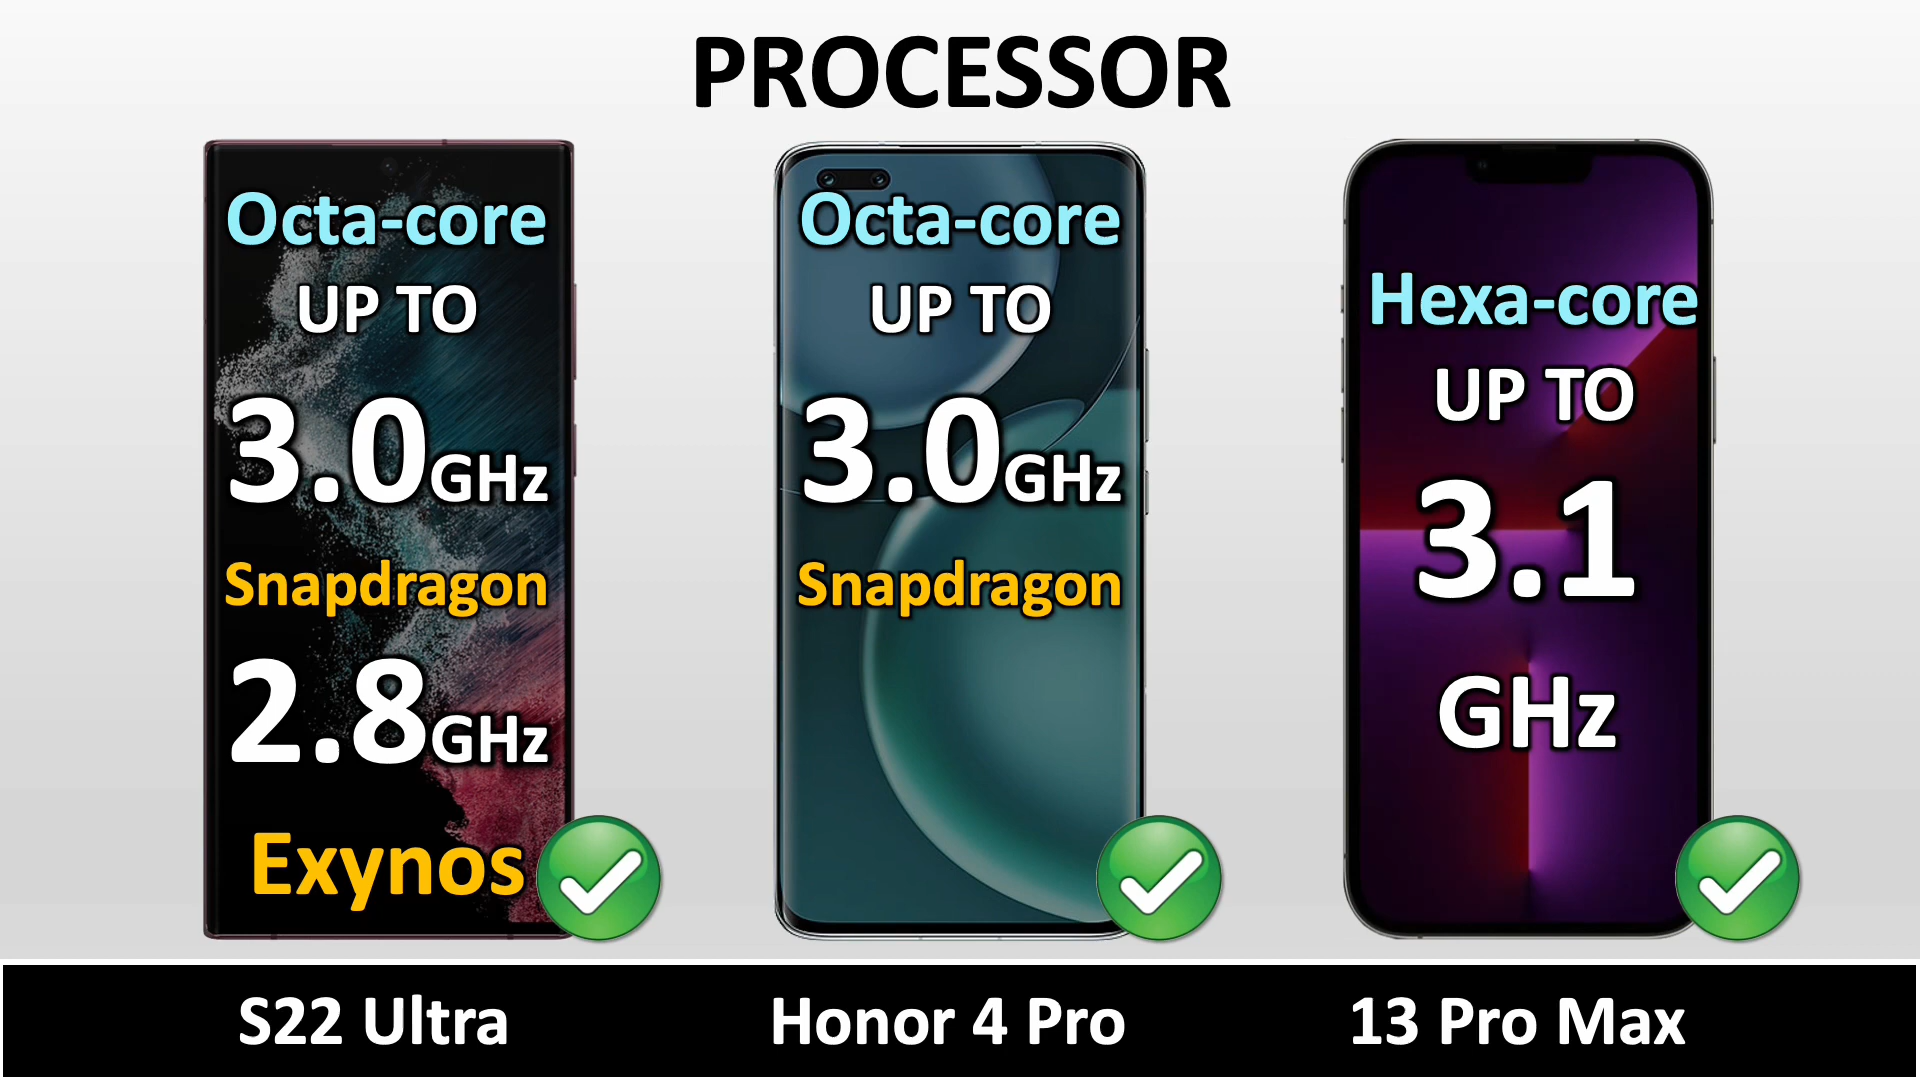 PROCESSOR
Octa-core
UP TO
3.0GHz
Snapdragon
2.8GHz
Exynos
Octa-core
UP TO
3.0GHz
Snapdragon
Hexa-core
UP TO
3.1
GHz
S22 Ultra
Honor 4 Pro
13 Pro Max